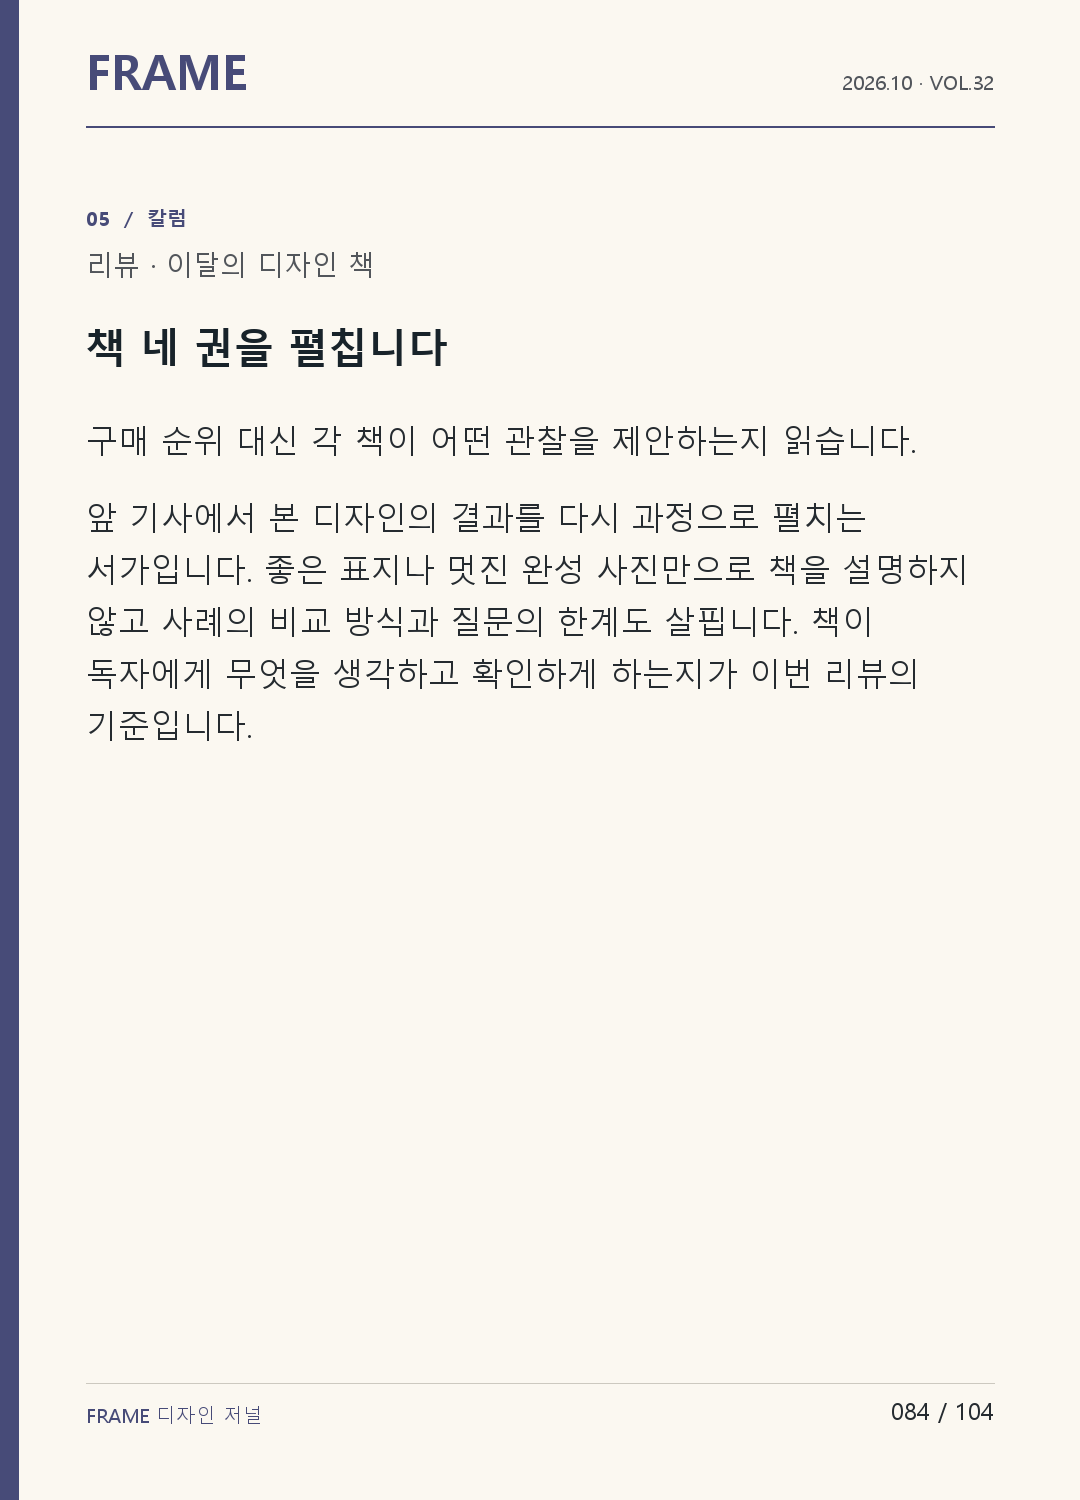 FRAME
2026.10 · VOL.32
05 / 칼럼
리뷰 · 이달의 디자인 책
책 네 권을 펼칩니다
구매 순위 대신 각 책이 어떤 관찰을 제안하는지 읽습니다.
앞 기사에서 본 디자인의 결과를 다시 과정으로 펼치는
서가입니다. 좋은 표지나 멋진 완성 사진만으로 책을 설명하지
않고 사례의 비교 방식과 질문의 한계도 살핍니다. 책이
독자에게 무엇을 생각하고 확인하게 하는지가 이번 리뷰의
기준입니다.
FRAME 디자인 저널
084 / 104